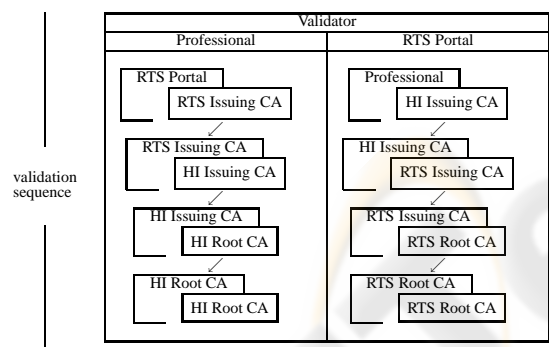 Validator
Professional
RTS Portal
RTS Portal
RTS Issuing CA
RTS Issuing CA
HI Issuing CA
HI Issuing CA
HI Root CA
HI Root CA
HI Root CA
Professional
HI Issuing CA
HI Issuing CA
RTS Issuing CA
RTS Issuing CA
RTS Root CA
RTS Root CA
RTS Root CA
validation
sequence